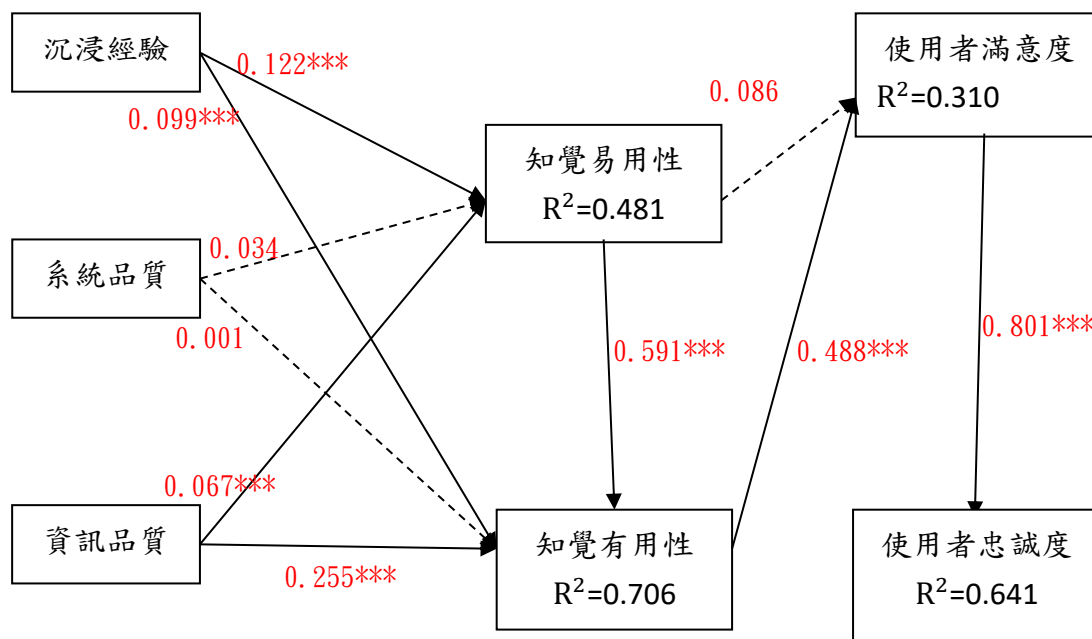 沉浸經驗
0.122***
0.099***
使用者滿意度
R²=0.310
0.086
知覺易用性
R²=0.481
系統品質
0.034
0.001
0.591***
0.488***
0.801***
0.067***
資訊品質
0.255***
知覺有用性
R²=0.706
使用者忠誠度
R²=0.641